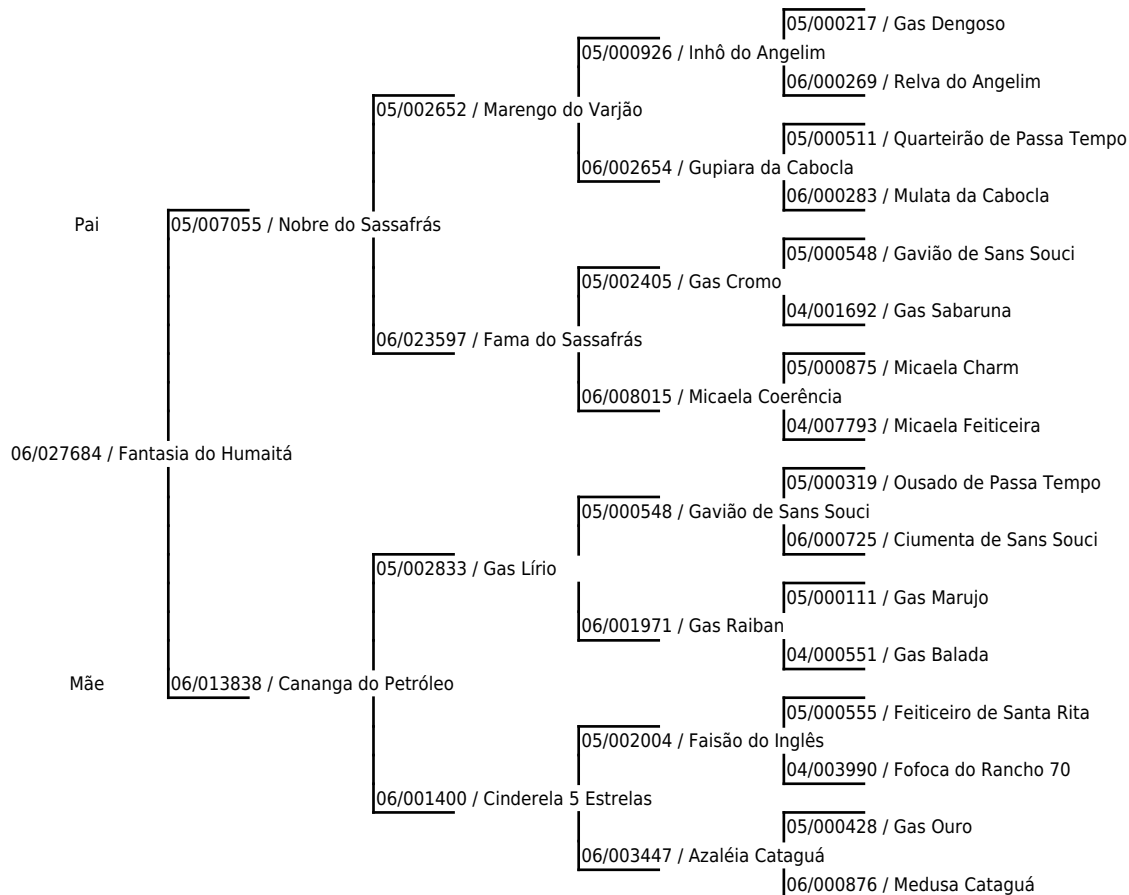 05/000217 / Gas Dengoso
05/000926 / Inhô do Angelim
06/000269 / Relva do Angelim
05/002652 / Marengo do Varjão
05/000511 / Quarteirão de Passa Tempo
06/002654 / Gupiara da Cabocla
06/000283 / Mulata da Cabocla
Pai
05/007055 / Nobre do Sassafrás
05/000548 / Gavião de Sans Souci
05/002405 / Gas Cromo
04/001692 / Gas Sabaruna
06/023597 / Fama do Sassafrás
05/000875 / Micaela Charm
06/008015 / Micaela Coerência
04/007793 / Micaela Feiticeira
06/027684 / Fantasia do Humaitá
05/000319 / Ousado de Passa Tempo
05/000548 / Gavião de Sans Souci
06/000725 / Ciumenta de Sans Souci
05/002833 / Gas Lírio
05/000111 / Gas Marujo
06/001971 / Gas Raiban
04/000551 / Gas Balada
Mãe
06/013838 / Cananga do Petróleo
05/000555 / Feiticeiro de Santa Rita
05/002004 / Faisão do Inglês
04/003990 / Fofoca do Rancho 70
06/001400 / Cinderela 5 Estrelas
05/000428 / Gas Ouro
06/003447 / Azaléia Cataguá
06/000876 / Medusa Cataguá